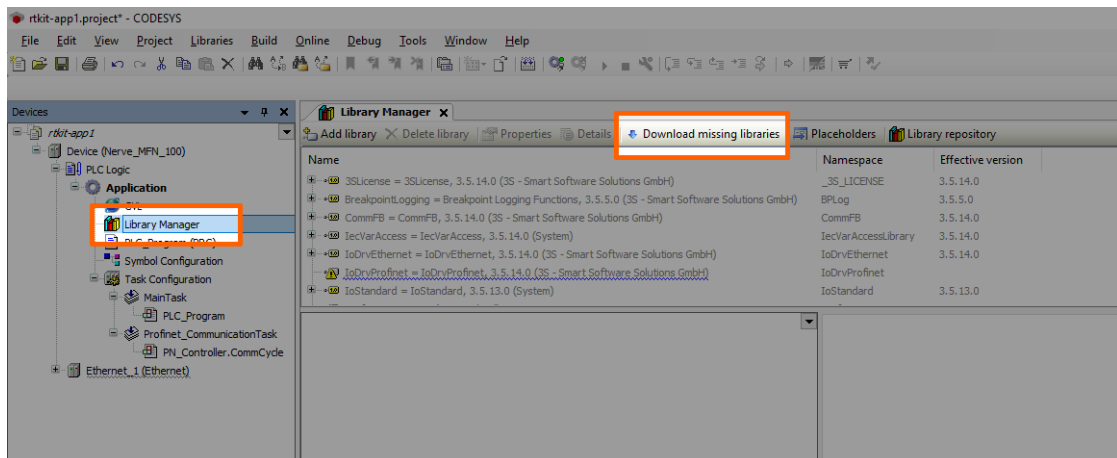 rtkit-app1.project* - CODESYS
File Edit View Project Libraries Build Online Debug Tools Window Help
Devices
rtkit-app1
Device (Nerve_MFN_100)
PLC Logic
Application
GVL
Library Manager
PLC_Program (PRG)
Symbol Configuration
Task Configuration
MainTask
PLC_Program
Profinet_CommunicationTask
PN_Controller.CommCycle
Ethernet_1 (Ethernet)
Library Manager
Add library Delete library Properties Details Download missing libraries Placeholders Library repository
Name Namespace Effective version
3SLicense = 3SLicense, 3.5.14.0 (3S - Smart Software Solutions GmbH) _3S_LICENSE 3.5.14.0
BreakpointLogging = Breakpoint Logging Functions, 3.5.5.0 (3S - Smart Software Solutions GmbH) BPLog 3.5.5.0
CommFB = CommFB, 3.5.14.0 (3S - Smart Software Solutions GmbH) CommFB 3.5.14.0
IecVarAccess = IecVarAccess, 3.5.14.0 (System) IecVarAccessLibrary 3.5.14.0
IoDrvEthernet = IoDrvEthernet, 3.5.14.0 (3S - Smart Software Solutions GmbH) IoDrvEthernet 3.5.14.0
IoDrvProfinet = IoDrvProfinet, 3.5.14.0 (3S - Smart Software Solutions GmbH) IoDrvProfinet
IoStandard = IoStandard, 3.5.13.0 (System) IoStandard 3.5.13.0